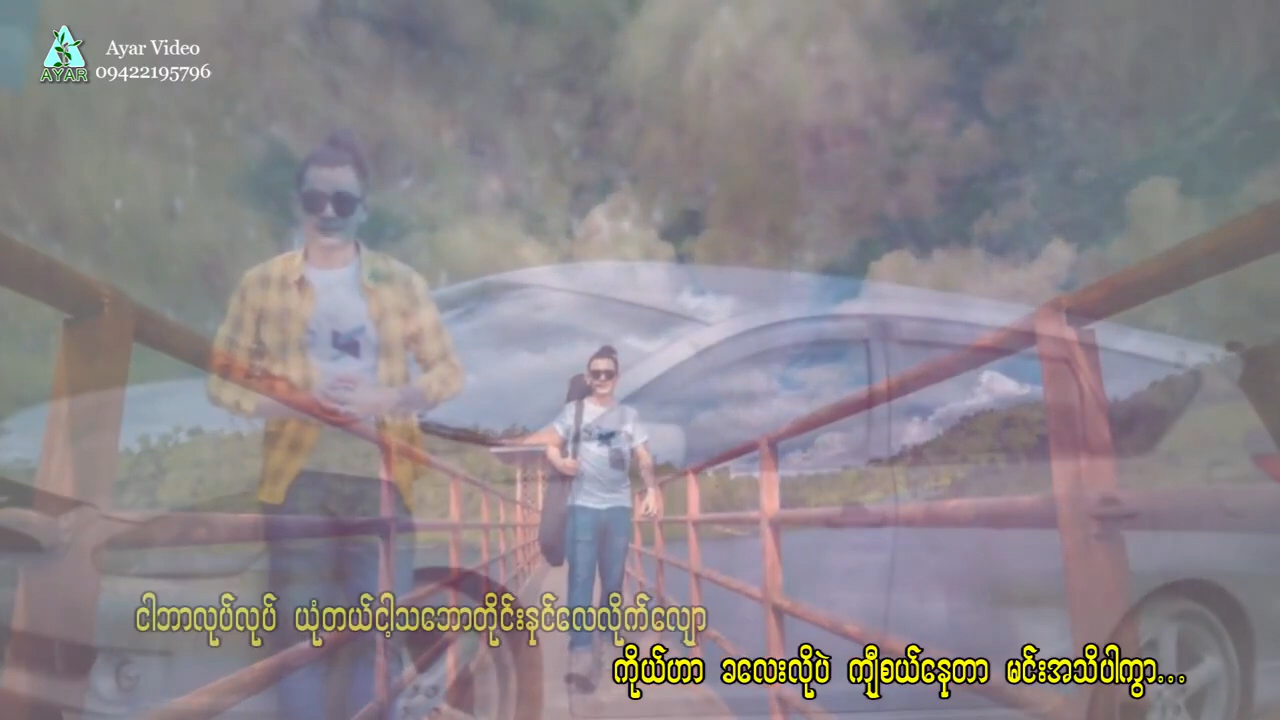 Ayar Video
AYAR 09422195796
ငါဘာလုပ်လုပ် ယုံတယ်ငါ့သဘောတိုင်းနှင်လေလိုက်လျော
ကိုယ်ဟာ ခလေးလိုပဲ ကျီစယ်နေတာ မင်းအသိပါကွာ...